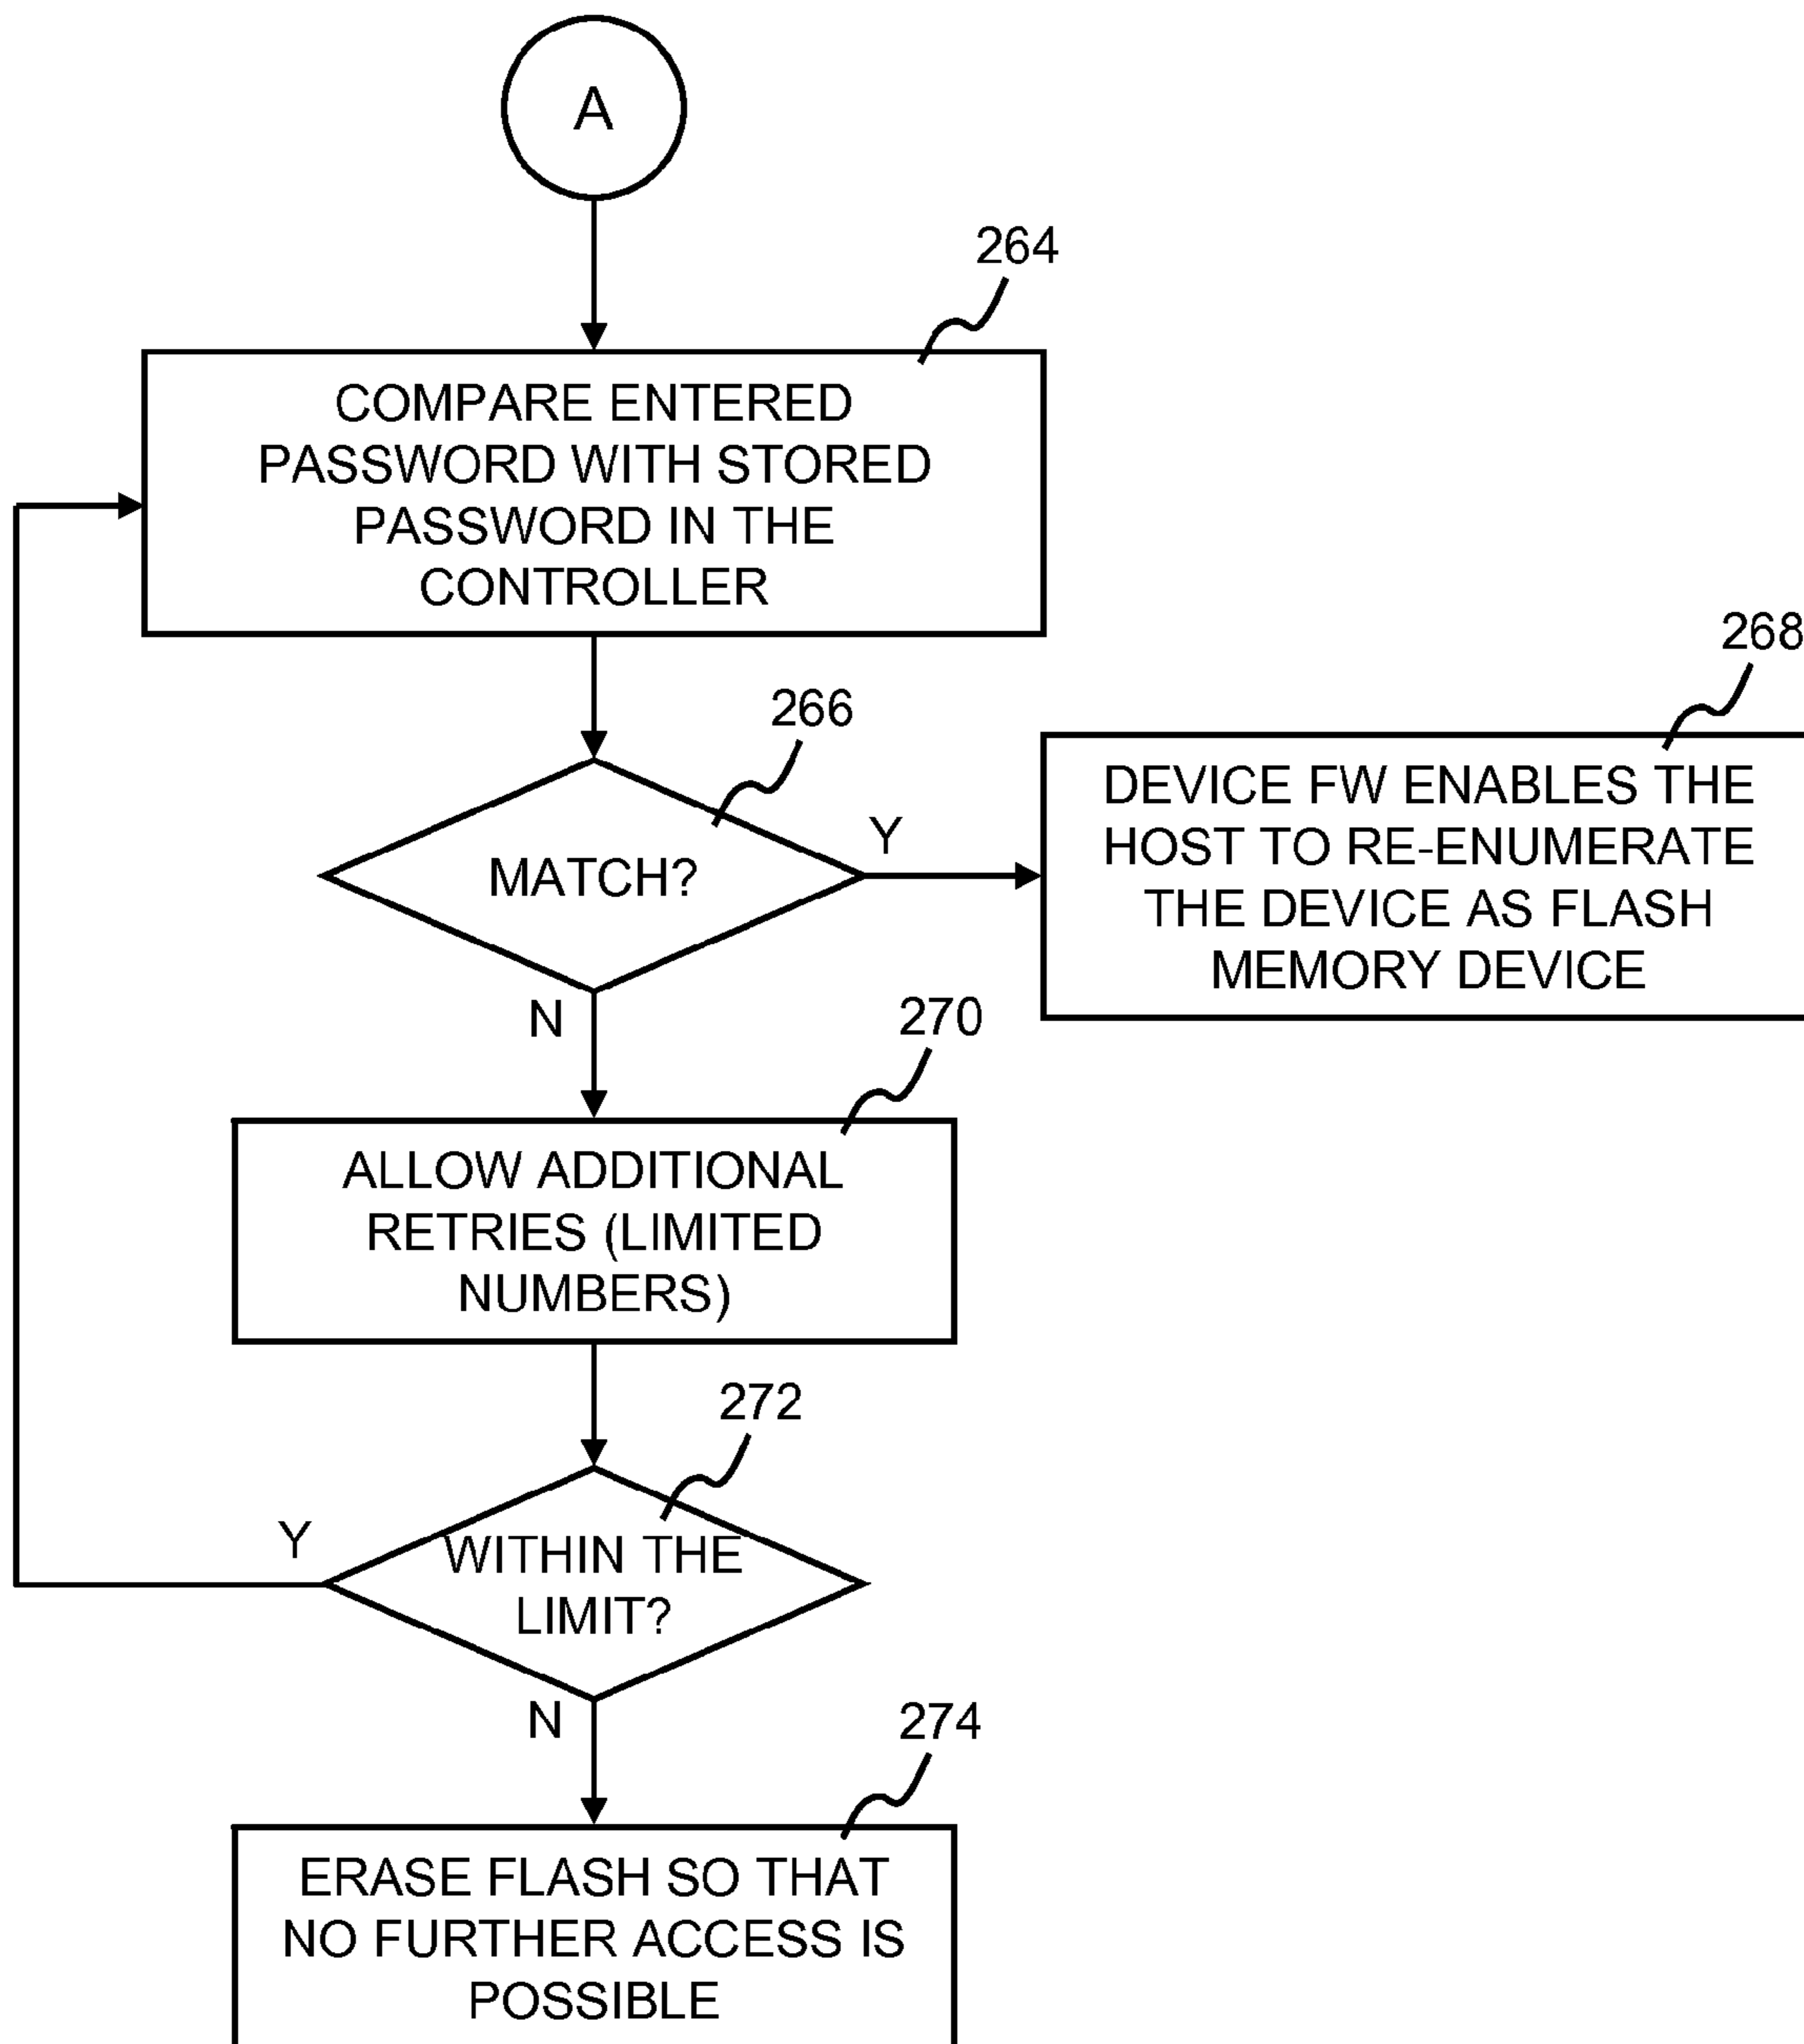 A
264
COMPARE ENTERED
PASSWORD WITH STORED
PASSWORD IN THE
CONTROLLER
266
MATCH?
Y
268
DEVICE FW ENABLES THE
HOST TO RE-ENUMERATE
THE DEVICE AS FLASH
MEMORY DEVICE
N
270
ALLOW ADDITIONAL
RETRIES (LIMITED
NUMBERS)
272
WITHIN THE
LIMIT?
Y
N
274
ERASE FLASH SO THAT
NO FURTHER ACCESS IS
POSSIBLE